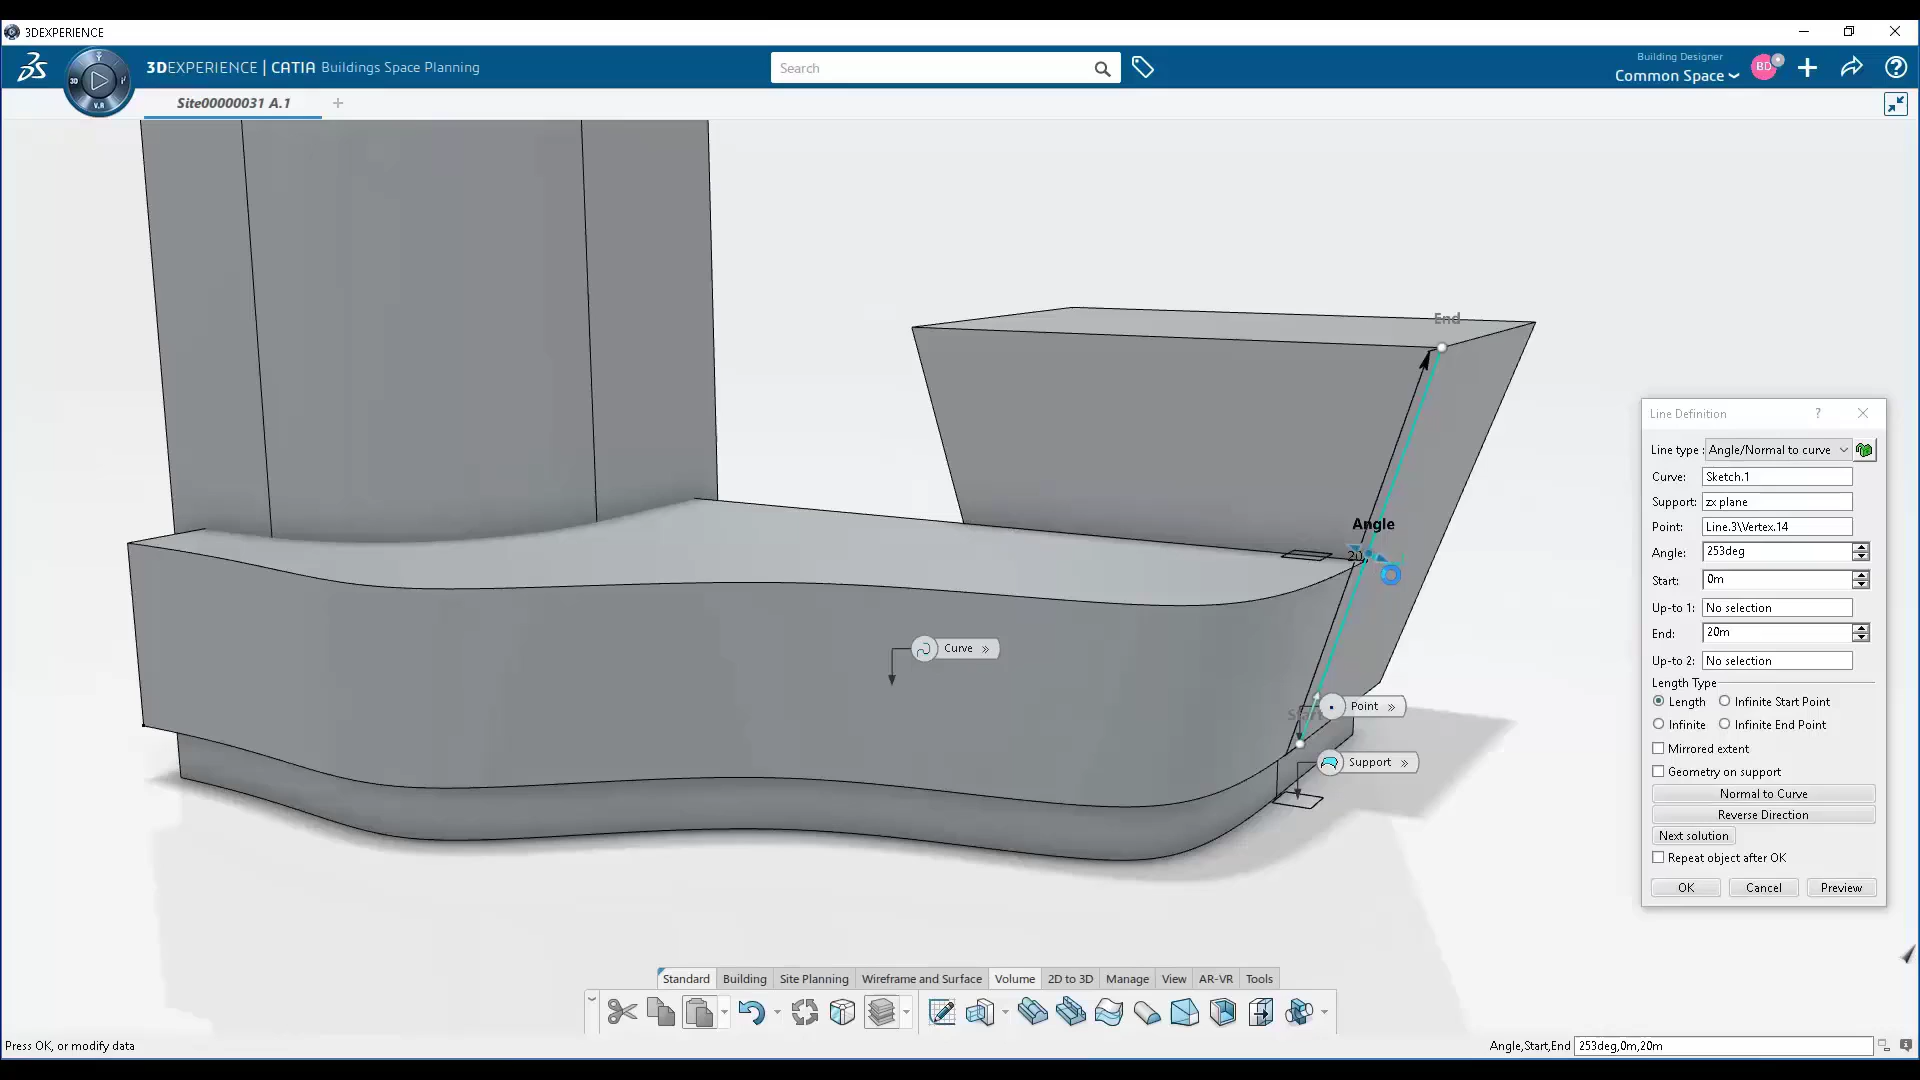 3DEXPERIENCE
3DEXPERIENCE | CATIA Buildings Space Planning
3D
V.R
Search
Building Designer
Common Space
BD
Site00000031 A.1
End
Angle
20
Curve
Point
Support
Line Definition
Line type : Angle/Normal to curve
Curve: Sketch.1
Support: zx plane
Point: Line.3\Vertex.14
Angle: 253deg
Start: 0m
Up-to 1: No selection
End: 20m
Up-to 2: No selection
Length Type
Length Infinite Start Point
Infinite Infinite End Point
Mirrored extent
Geometry on support
Normal to Curve
Reverse Direction
Next solution
Repeat object after OK
OK Cancel Preview
Standard Building Site Planning Wireframe and Surface Volume 2D to 3D Manage View AR-VR Tools
Press OK, or modify data
Angle,Start,End 253deg,0m,20m